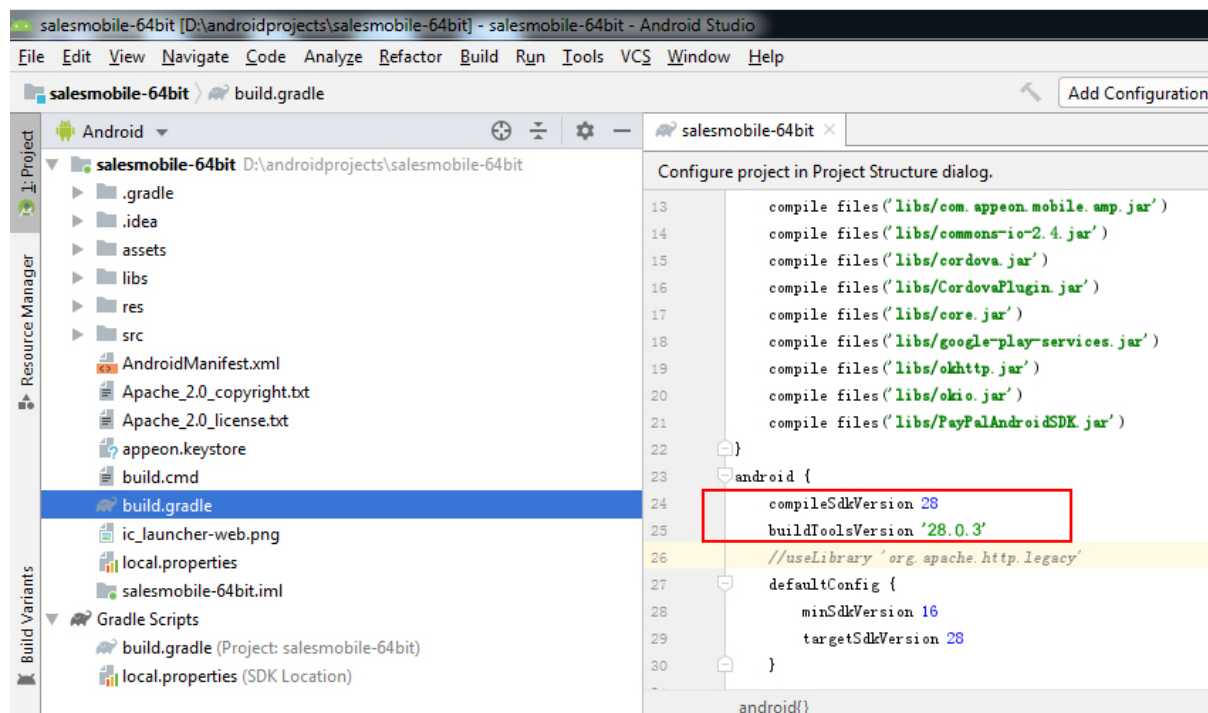 salesmobile-64bit [D:\androidprojects\salesmobile-64bit] - salesmobile-64bit - Android Studio
File Edit View Navigate Code Analyze Refactor Build Run Tools VCS Window Help
salesmobile-64bit build.gradle
Add Configuration
1: Project
Resource Manager
Build Variants
Android
salesmobile-64bit D:\androidprojects\salesmobile-64bit
.gradle
.idea
assets
libs
res
src
AndroidManifest.xml
Apache_2.0_copyright.txt
Apache_2.0_license.txt
appeon.keystore
build.cmd
build.gradle
ic_launcher-web.png
local.properties
salesmobile-64bit.iml
Gradle Scripts
build.gradle (Project: salesmobile-64bit)
local.properties (SDK Location)
salesmobile-64bit
Configure project in Project Structure dialog.
13 compile files('libs/com.appeon.mobile.amp.jar')
14 compile files('libs/commons-io-2.4.jar')
15 compile files('libs/cordova.jar')
16 compile files('libs/CordovaPlugin.jar')
17 compile files('libs/core.jar')
18 compile files('libs/google-play-services.jar')
19 compile files('libs/okhttp.jar')
20 compile files('libs/okio.jar')
21 compile files('libs/PayPalAndroidSDK.jar')
22 }
23 android {
24 compileSdkVersion 28
25 buildToolsVersion '28.0.3'
26 //useLibrary 'org.apache.http.legacy'
27 defaultConfig {
28 minSdkVersion 16
29 targetSdkVersion 28
30 }
android{}